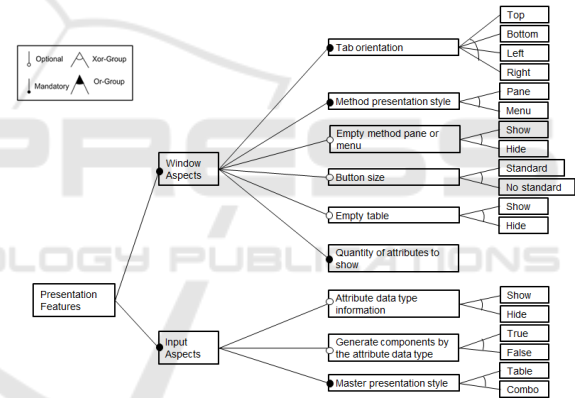 Optional
Xor-Group
Mandatory
Or-Group
Top
Bottom
Tab orientation
Left
Right
Pane
Method presentation style
Menu
Empty method pane or
menu
Show
Hide
Window
Aspects
Standard
Button size
No standard
Show
Empty table
Hide
Quantity of attributes to
show
Presentation
Features
Attribute data type
information
Show
Hide
Input
Aspects
Generate components by
the attribute data type
True
False
Table
Master presentation style
Combo
PRESS
OLOGY PUBLICATIONS